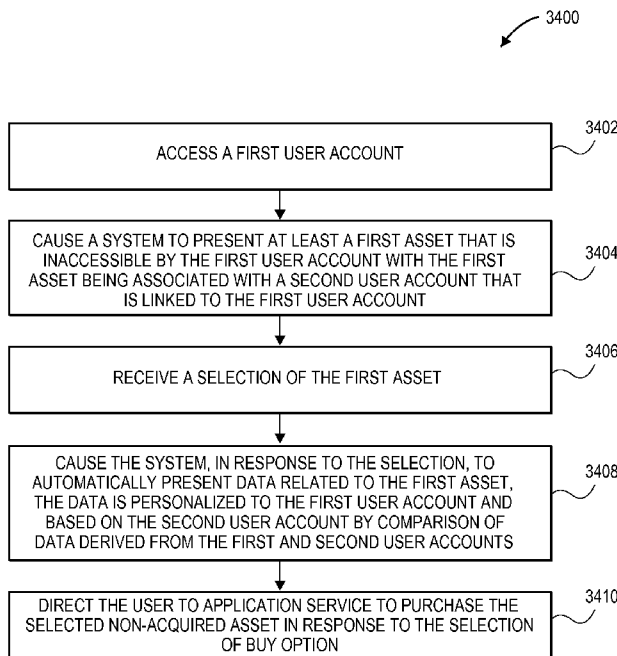 3400
3402
ACCESS A FIRST USER ACCOUNT
CAUSE A SYSTEM TO PRESENT AT LEAST A FIRST ASSET THAT IS
INACCESSIBLE BY THE FIRST USER ACCOUNT WITH THE FIRST
ASSET BEING ASSOCIATED WITH A SECOND USER ACCOUNT THAT
IS LINKED TO THE FIRST USER ACCOUNT
3404
RECEIVE A SELECTION OF THE FIRST ASSET
3406
CAUSE THE SYSTEM, IN RESPONSE TO THE SELECTION, TO
AUTOMATICALLY PRESENT DATA RELATED TO THE FIRST ASSET,
THE DATA IS PERSONALIZED TO THE FIRST USER ACCOUNT AND
BASED ON THE SECOND USER ACCOUNT BY COMPARISON OF
DATA DERIVED FROM THE FIRST AND SECOND USER ACCOUNTS
3408
DIRECT THE USER TO APPLICATION SERVICE TO PURCHASE THE
SELECTED NON-ACQUIRED ASSET IN RESPONSE TO THE SELECTION
OF BUY OPTION
3410